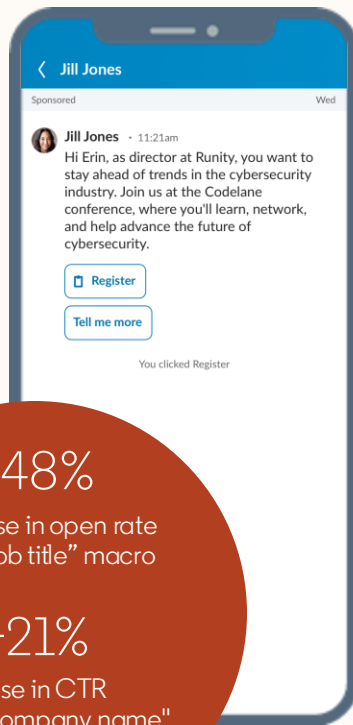 Jill Jones
Sponsored Wed
Jill Jones · 11:21am
Hi Erin, as director at Runity, you want to
stay ahead of trends in the cybersecurity
industry. Join us at the Codelane
conference, where you'll learn, network,
and help advance the future of
cybersecurity.
Register
Tell me more
You clicked Register
48%
in open rate
title” macro
21%
in CTR
name"